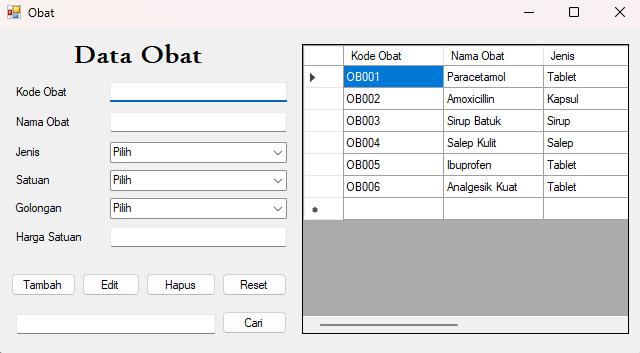 Obat
Data Obat
Kode Obat
Nama Obat
Jenis Pilih
Satuan Pilih
Golongan Pilih
Harga Satuan
Tambah Edit Hapus Reset
Cari
Kode Obat Nama Obat Jenis
OB001 Paracetamol Tablet
OB002 Amoxicillin Kapsul
OB003 Sirup Batuk Sirup
OB004 Salep Kulit Salep
OB005 Ibuprofen Tablet
OB006 Analgesik Kuat Tablet